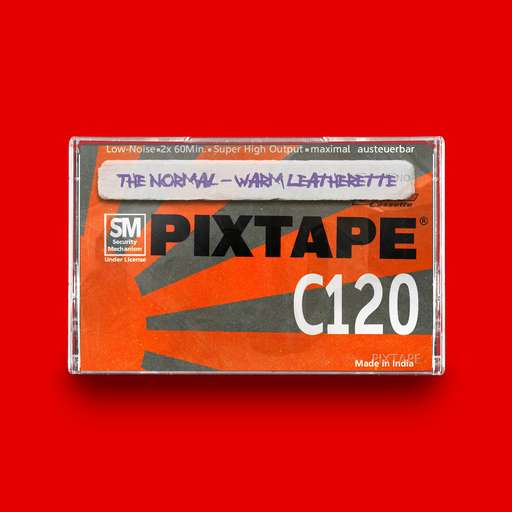 Low-Noise • 2x 60Min. • Super High Output • maximal austeuerbar
THE NORMAL – WARM LEATHERETTE
Cassette
SM
Security
Mechanism
Under License
PIXTAPE®
C120
PIXTAPE
Made in India